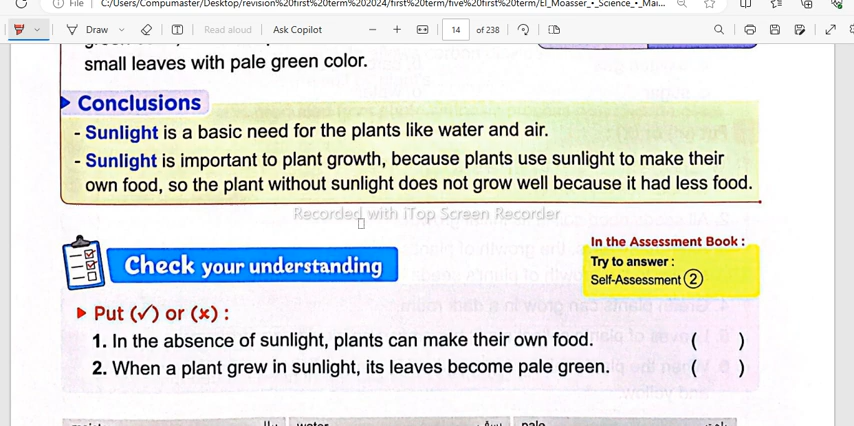 File
C:/Users/Compumaster/Desktop/revision%20first%20term%202024/first%20term/five%20first%20term/El_Moasser_•_Science_•_Mai...
Draw
Read aloud
Ask Copilot
14 of 238
small leaves with pale green color.
Conclusions
- Sunlight is a basic need for the plants like water and air.
- Sunlight is important to plant growth, because plants use sunlight to make their
own food, so the plant without sunlight does not grow well because it had less food.
Recorded with iTop Screen Recorder
Check your understanding
In the Assessment Book :
Try to answer :
Self-Assessment 2
Put (✓) or (✗) :
1. In the absence of sunlight, plants can make their own food. ( )
2. When a plant grew in sunlight, its leaves become pale green. ( )
water
pale